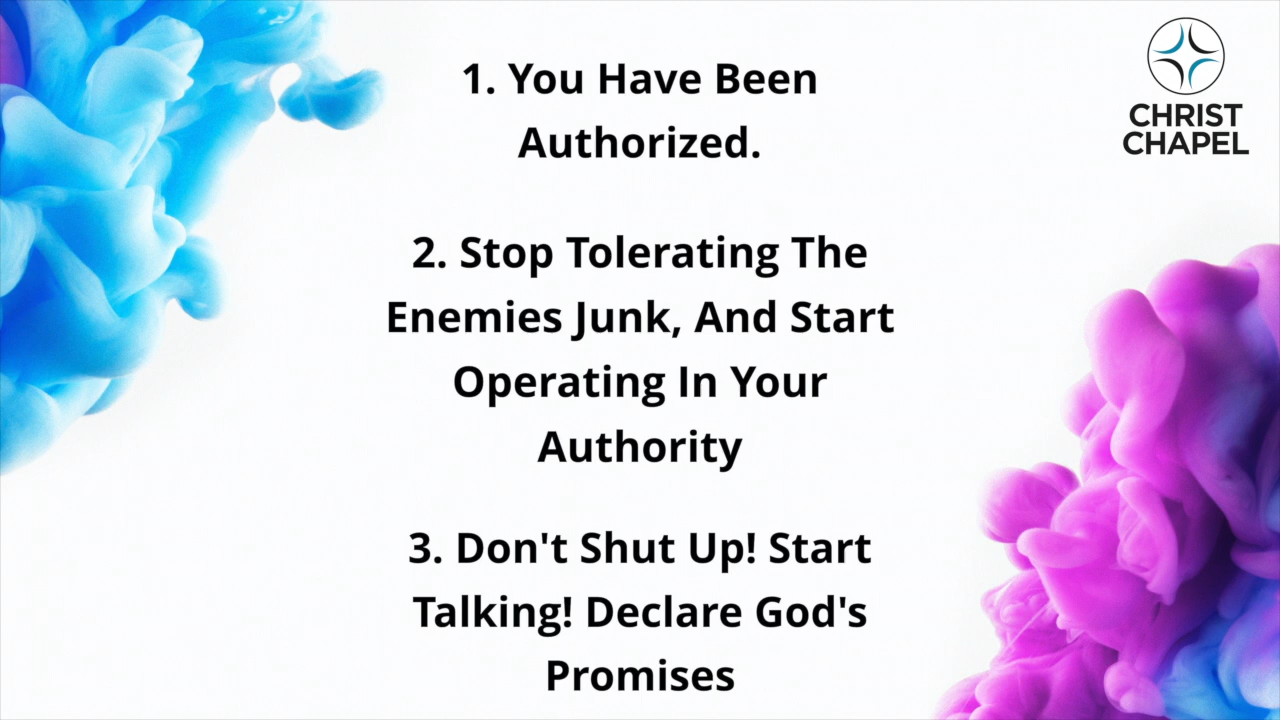 1. You Have Been
Authorized.
2. Stop Tolerating The
Enemies Junk, And Start
Operating In Your
Authority
3. Don't Shut Up! Start
Talking! Declare God's
Promises
CHRIST
CHAPEL